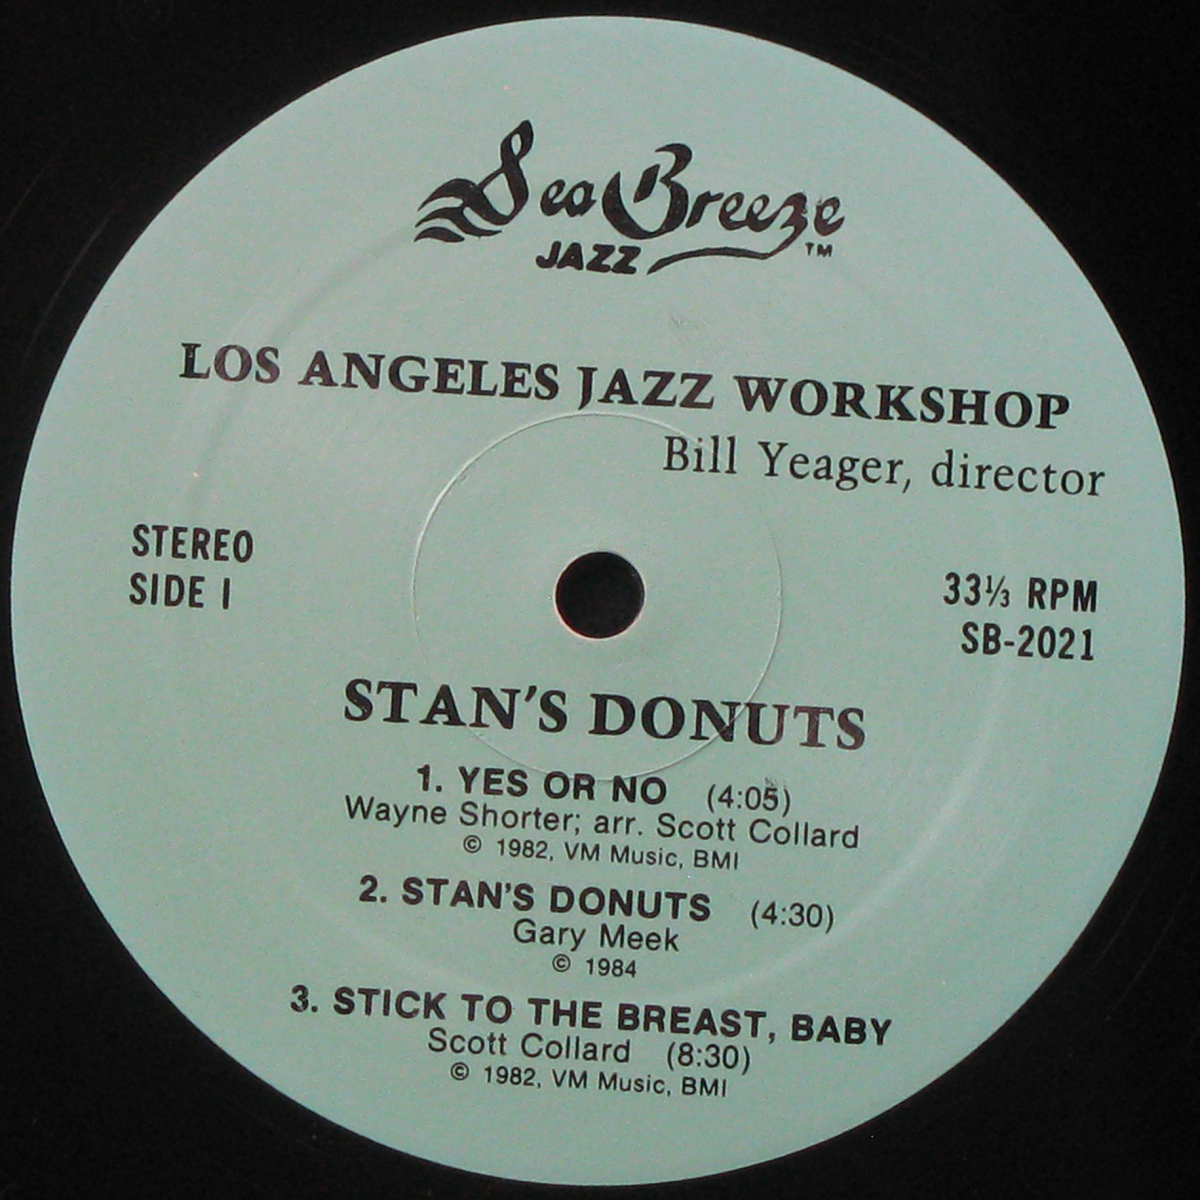 Sea Breeze
JAZZ ™
LOS ANGELES JAZZ WORKSHOP
Bill Yeager, director
STEREO
SIDE I
33⅓ RPM
SB-2021
STAN'S DONUTS
1. YES OR NO (4:05)
Wayne Shorter; arr. Scott Collard
© 1982, VM Music, BMI
2. STAN'S DONUTS (4:30)
Gary Meek
© 1984
3. STICK TO THE BREAST, BABY
Scott Collard (8:30)
© 1982, VM Music, BMI